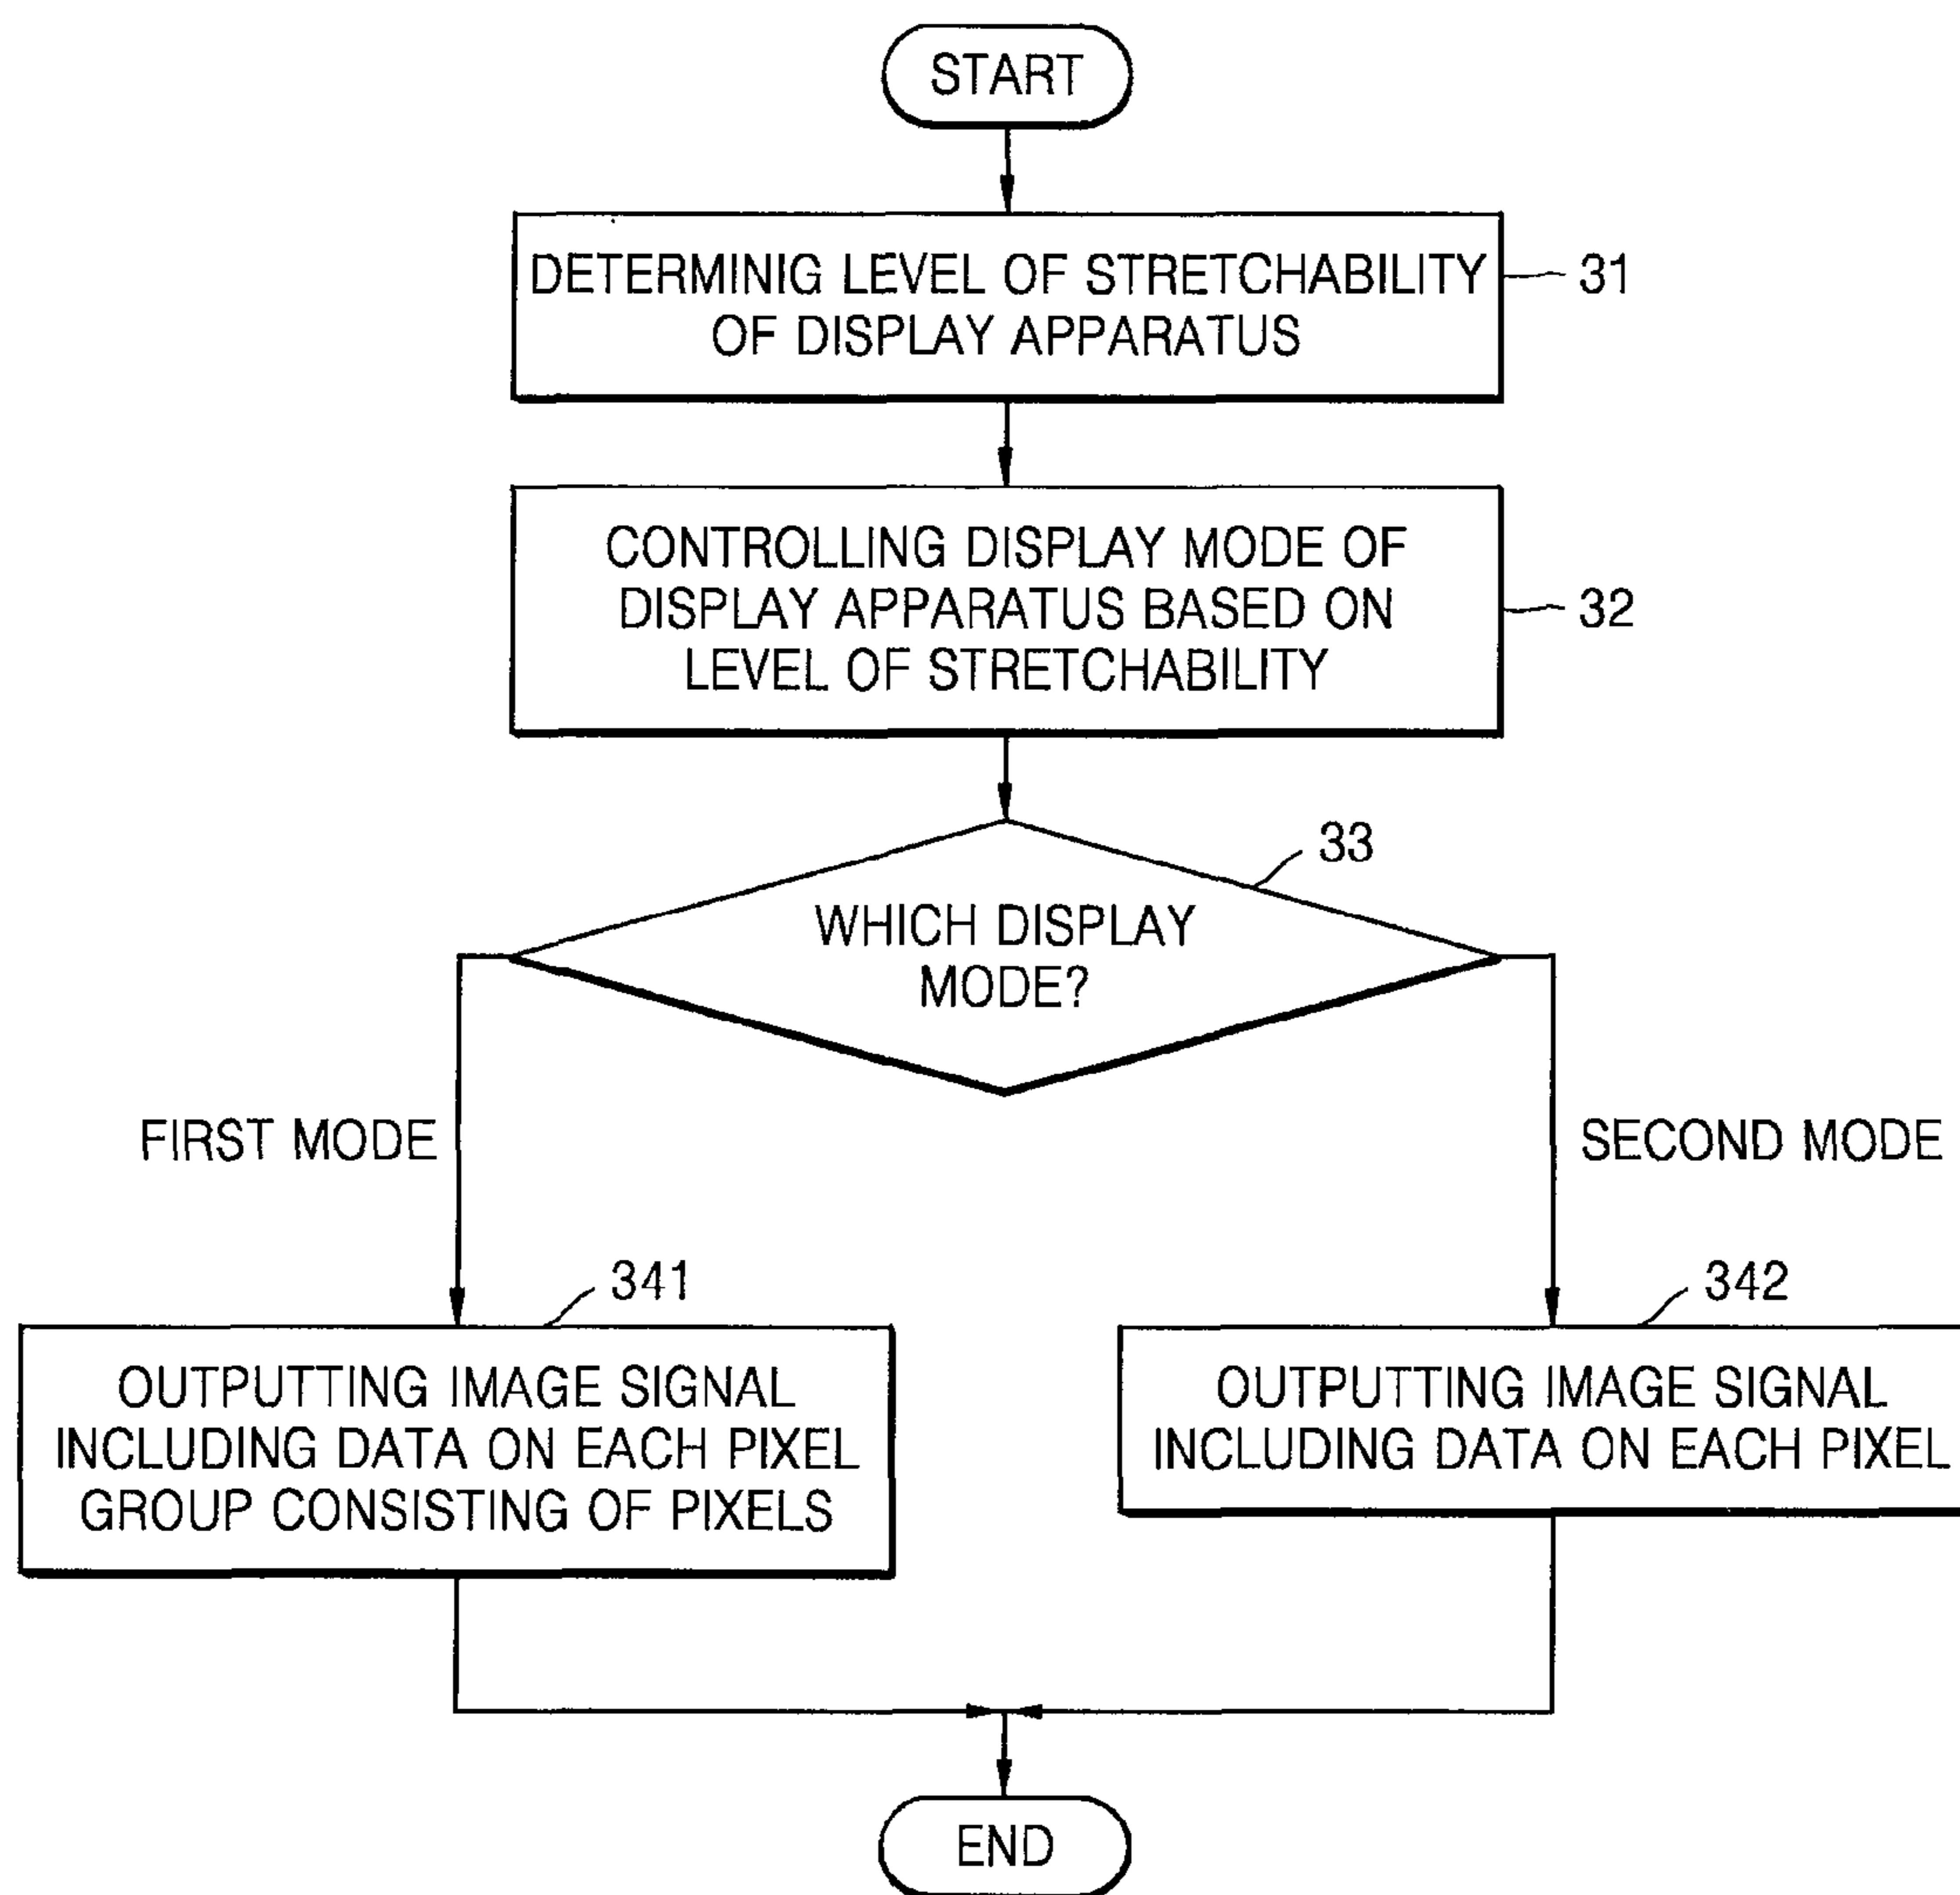 START
DETERMINIG LEVEL OF STRETCHABILITY
OF DISPLAY APPARATUS
31
CONTROLLING DISPLAY MODE OF
DISPLAY APPARATUS BASED ON
LEVEL OF STRETCHABILITY
32
33
WHICH DISPLAY
MODE?
FIRST MODE
SECOND MODE
341
OUTPUTTING IMAGE SIGNAL
INCLUDING DATA ON EACH PIXEL
GROUP CONSISTING OF PIXELS
342
OUTPUTTING IMAGE SIGNAL
INCLUDING DATA ON EACH PIXEL
END